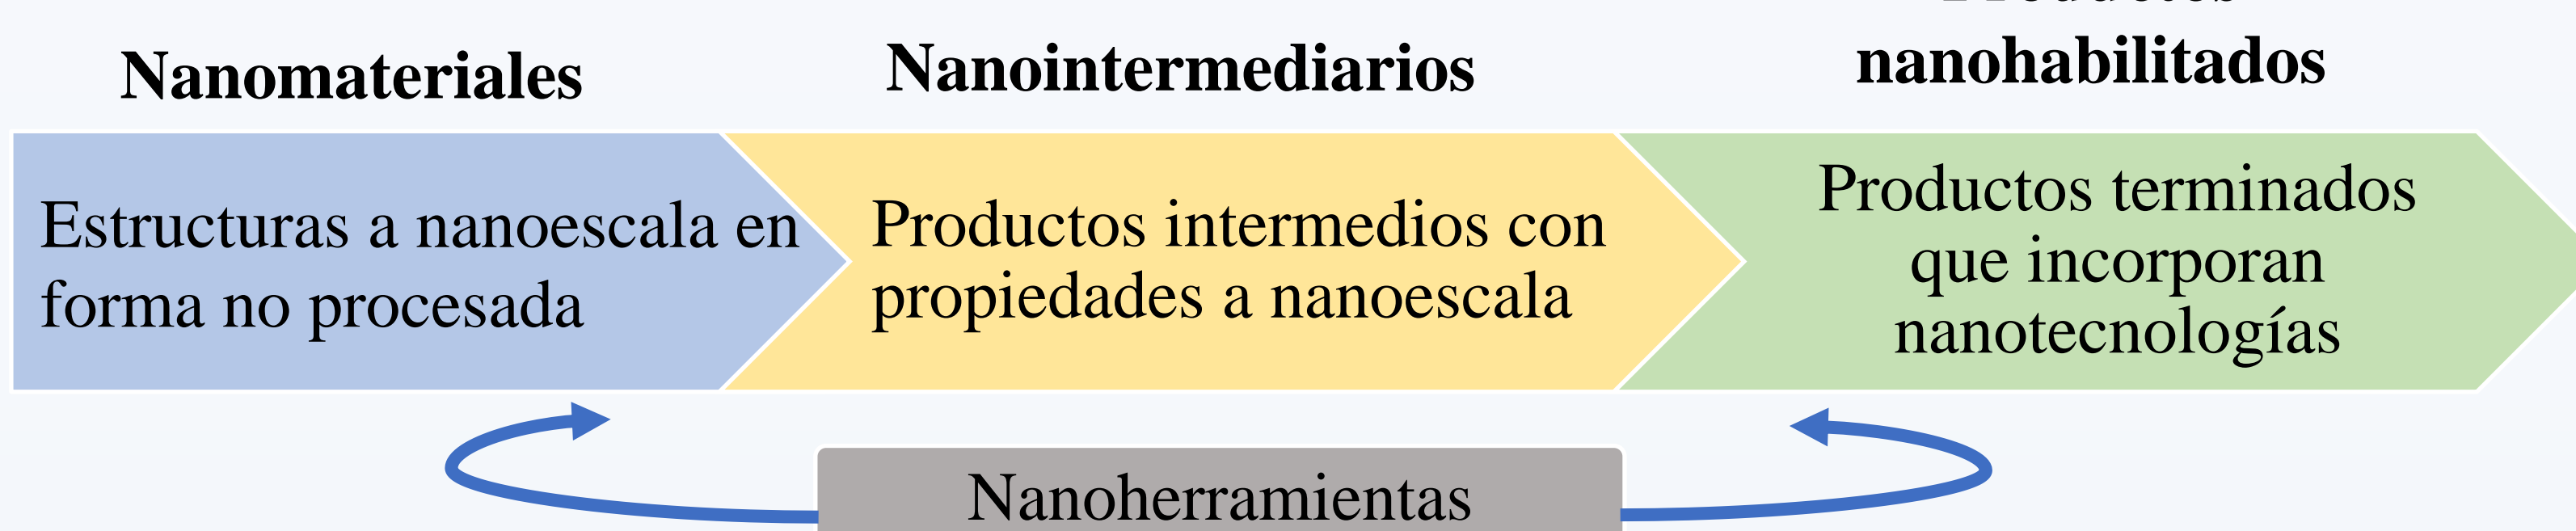 Nanomateriales
Nanointermediarios
nanohabilitados
Estructuras a nanoescala en
forma no procesada
Productos intermedios con
propiedades a nanoescala
Productos terminados
que incorporan
nanotecnologías
Nanoherramientas